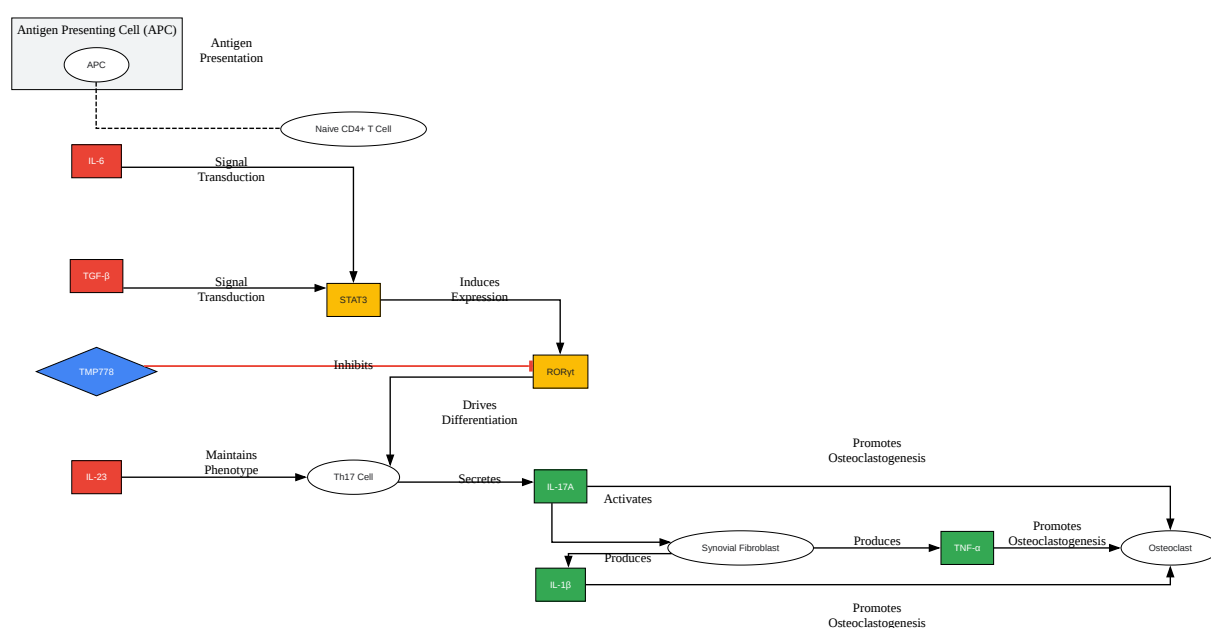 Antigen Presenting Cell (APC)
APC
Antigen
Presentation
Naive CD4+ T Cell
IL-6
Signal
Transduction
TGF-β
Signal
Transduction
STAT3
Induces
Expression
TMP778
Inhibits
RORγt
Drives
Differentiation
IL-23
Maintains
Phenotype
Th17 Cell
Secretes
IL-17A
Promotes
Osteoclastogenesis
Activates
Synovial Fibroblast
Produces
TNF-α
Promotes
Osteoclastogenesis
Osteoclast
Produces
IL-1β
Promotes
Osteoclastogenesis